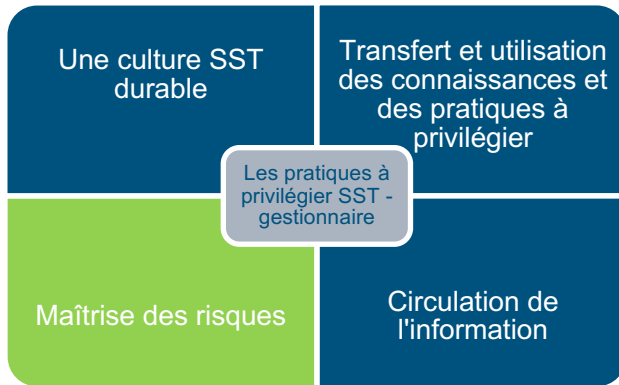 Une culture SST
durable
Transfert et utilisation
des connaissances et
des pratiques à
privilégier
Les pratiques à
privilégier SST -
gestionnaire
Maîtrise des risques
Circulation de
l'information